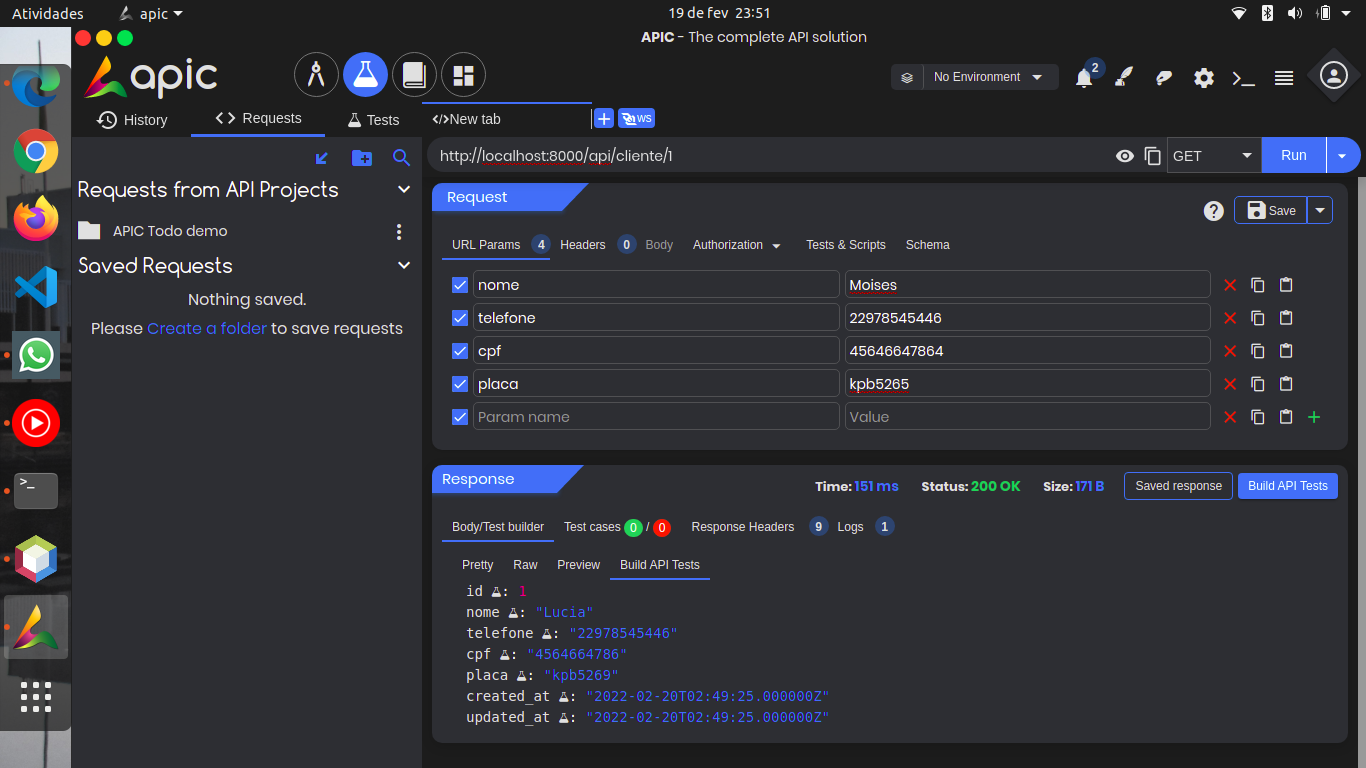 Atividades apic 19 de fev 23:51
APIC - The complete API solution
apic No Environment 2
History Requests Tests </>New tab ws
http://localhost:8000/api/cliente/1 GET Run
Requests from API Projects
APIC Todo demo
Saved Requests
Nothing saved.
Please Create a folder to save requests
Request
? Save
URL Params 4 Headers 0 Body Authorization Tests & Scripts Schema
nome Moises
telefone 22978545446
cpf 45646647864
placa kpb5265
Param name Value
Response Time: 151 ms Status: 200 OK Size: 171 B Saved response Build API Tests
Body/Test builder Test cases 0 / 0 Response Headers 9 Logs 1
Pretty Raw Preview Build API Tests
id : 1
nome : "Lucia"
telefone : "22978545446"
cpf : "4564664786"
placa : "kpb5269"
created_at : "2022-02-20T02:49:25.000000Z"
updated_at : "2022-02-20T02:49:25.000000Z"